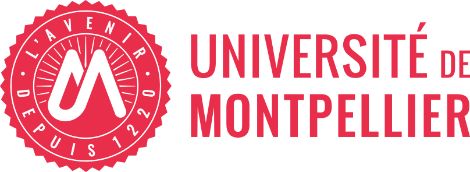 L'AVENIR
DEPUIS 1220
UNIVERSITÉ DE
MONTPELLIER